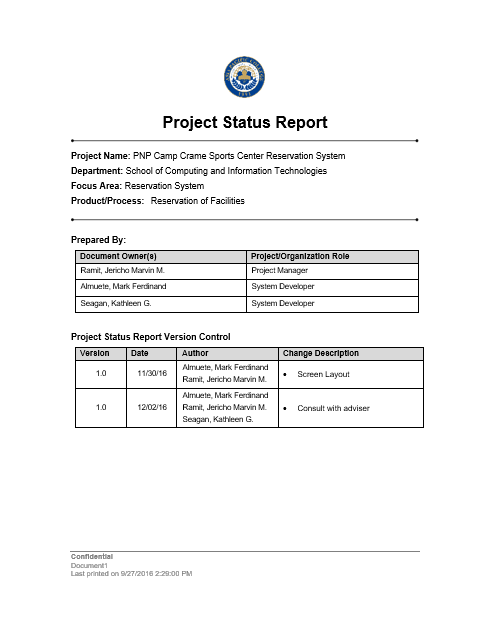 ASIA PACIFIC COLLEGE
1991
Project Status Report
Project Name: PNP Camp Crame Sports Center Reservation System
Department: School of Computing and Information Technologies
Focus Area: Reservation System
Product/Process: Reservation of Facilities
Prepared By:
Document Owner(s) Project/Organization Role
Ramit, Jericho Marvin M. Project Manager
Almuete, Mark Ferdinand System Developer
Seagan, Kathleen G. System Developer
Project Status Report Version Control
Version Date Author Change Description
1.0 11/30/16 Almuete, Mark Ferdinand
Ramit, Jericho Marvin M. • Screen Layout
1.0 12/02/16 Almuete, Mark Ferdinand
Ramit, Jericho Marvin M. • Consult with adviser
Seagan, Kathleen G.
Confidential
Document1
Last printed on 9/27/2016 2:29:00 PM